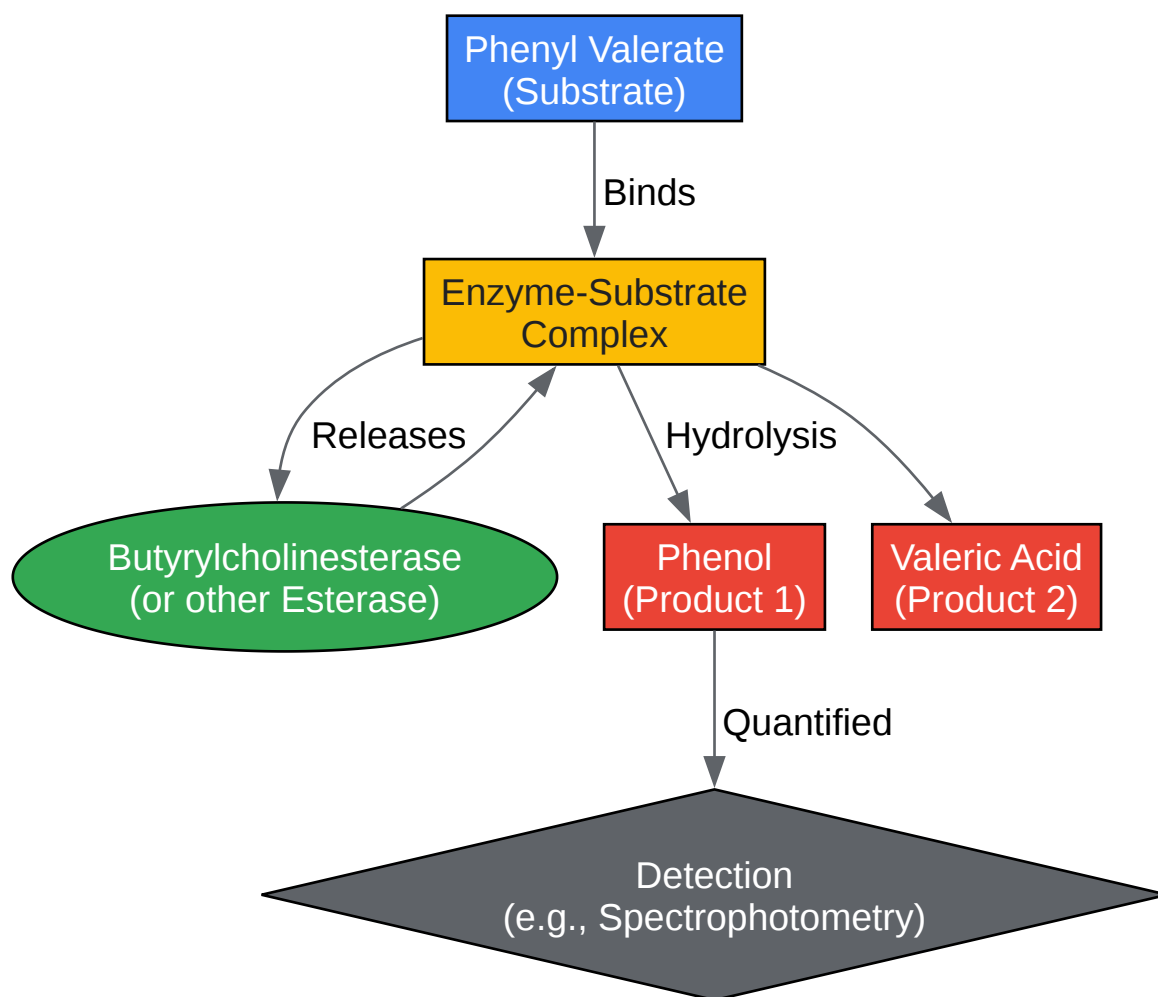 Phenyl Valerate
(Substrate)
Binds
Enzyme-Substrate
Complex
Releases
Hydrolysis
Butyrylcholinesterase
(or other Esterase)
Phenol
(Product 1)
Valeric Acid
(Product 2)
Quantified
Detection
(e.g., Spectrophotometry)